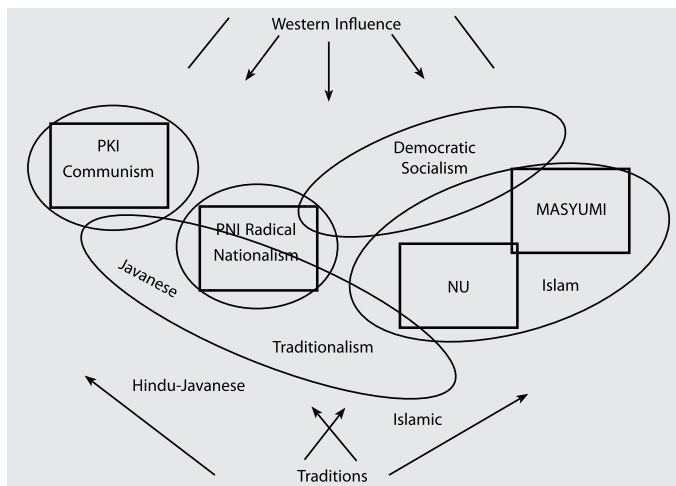 Western Influence
PKI
Communism
Democratic
Socialism
MASYUMI
PNI Radical
Nationalism
Javanese
NU
Islam
Traditionalism
Hindu-Javanese
Islamic
Traditions